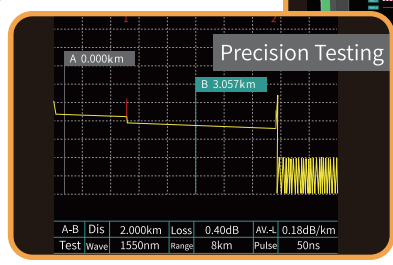 1 2
Precision Testing
A 0.000km
B 3.057km
A-B Dis 2.000km Loss 0.40dB AV.-L 0.18dB/km
Test Wave 1550nm Range 8km Pulse 50ns